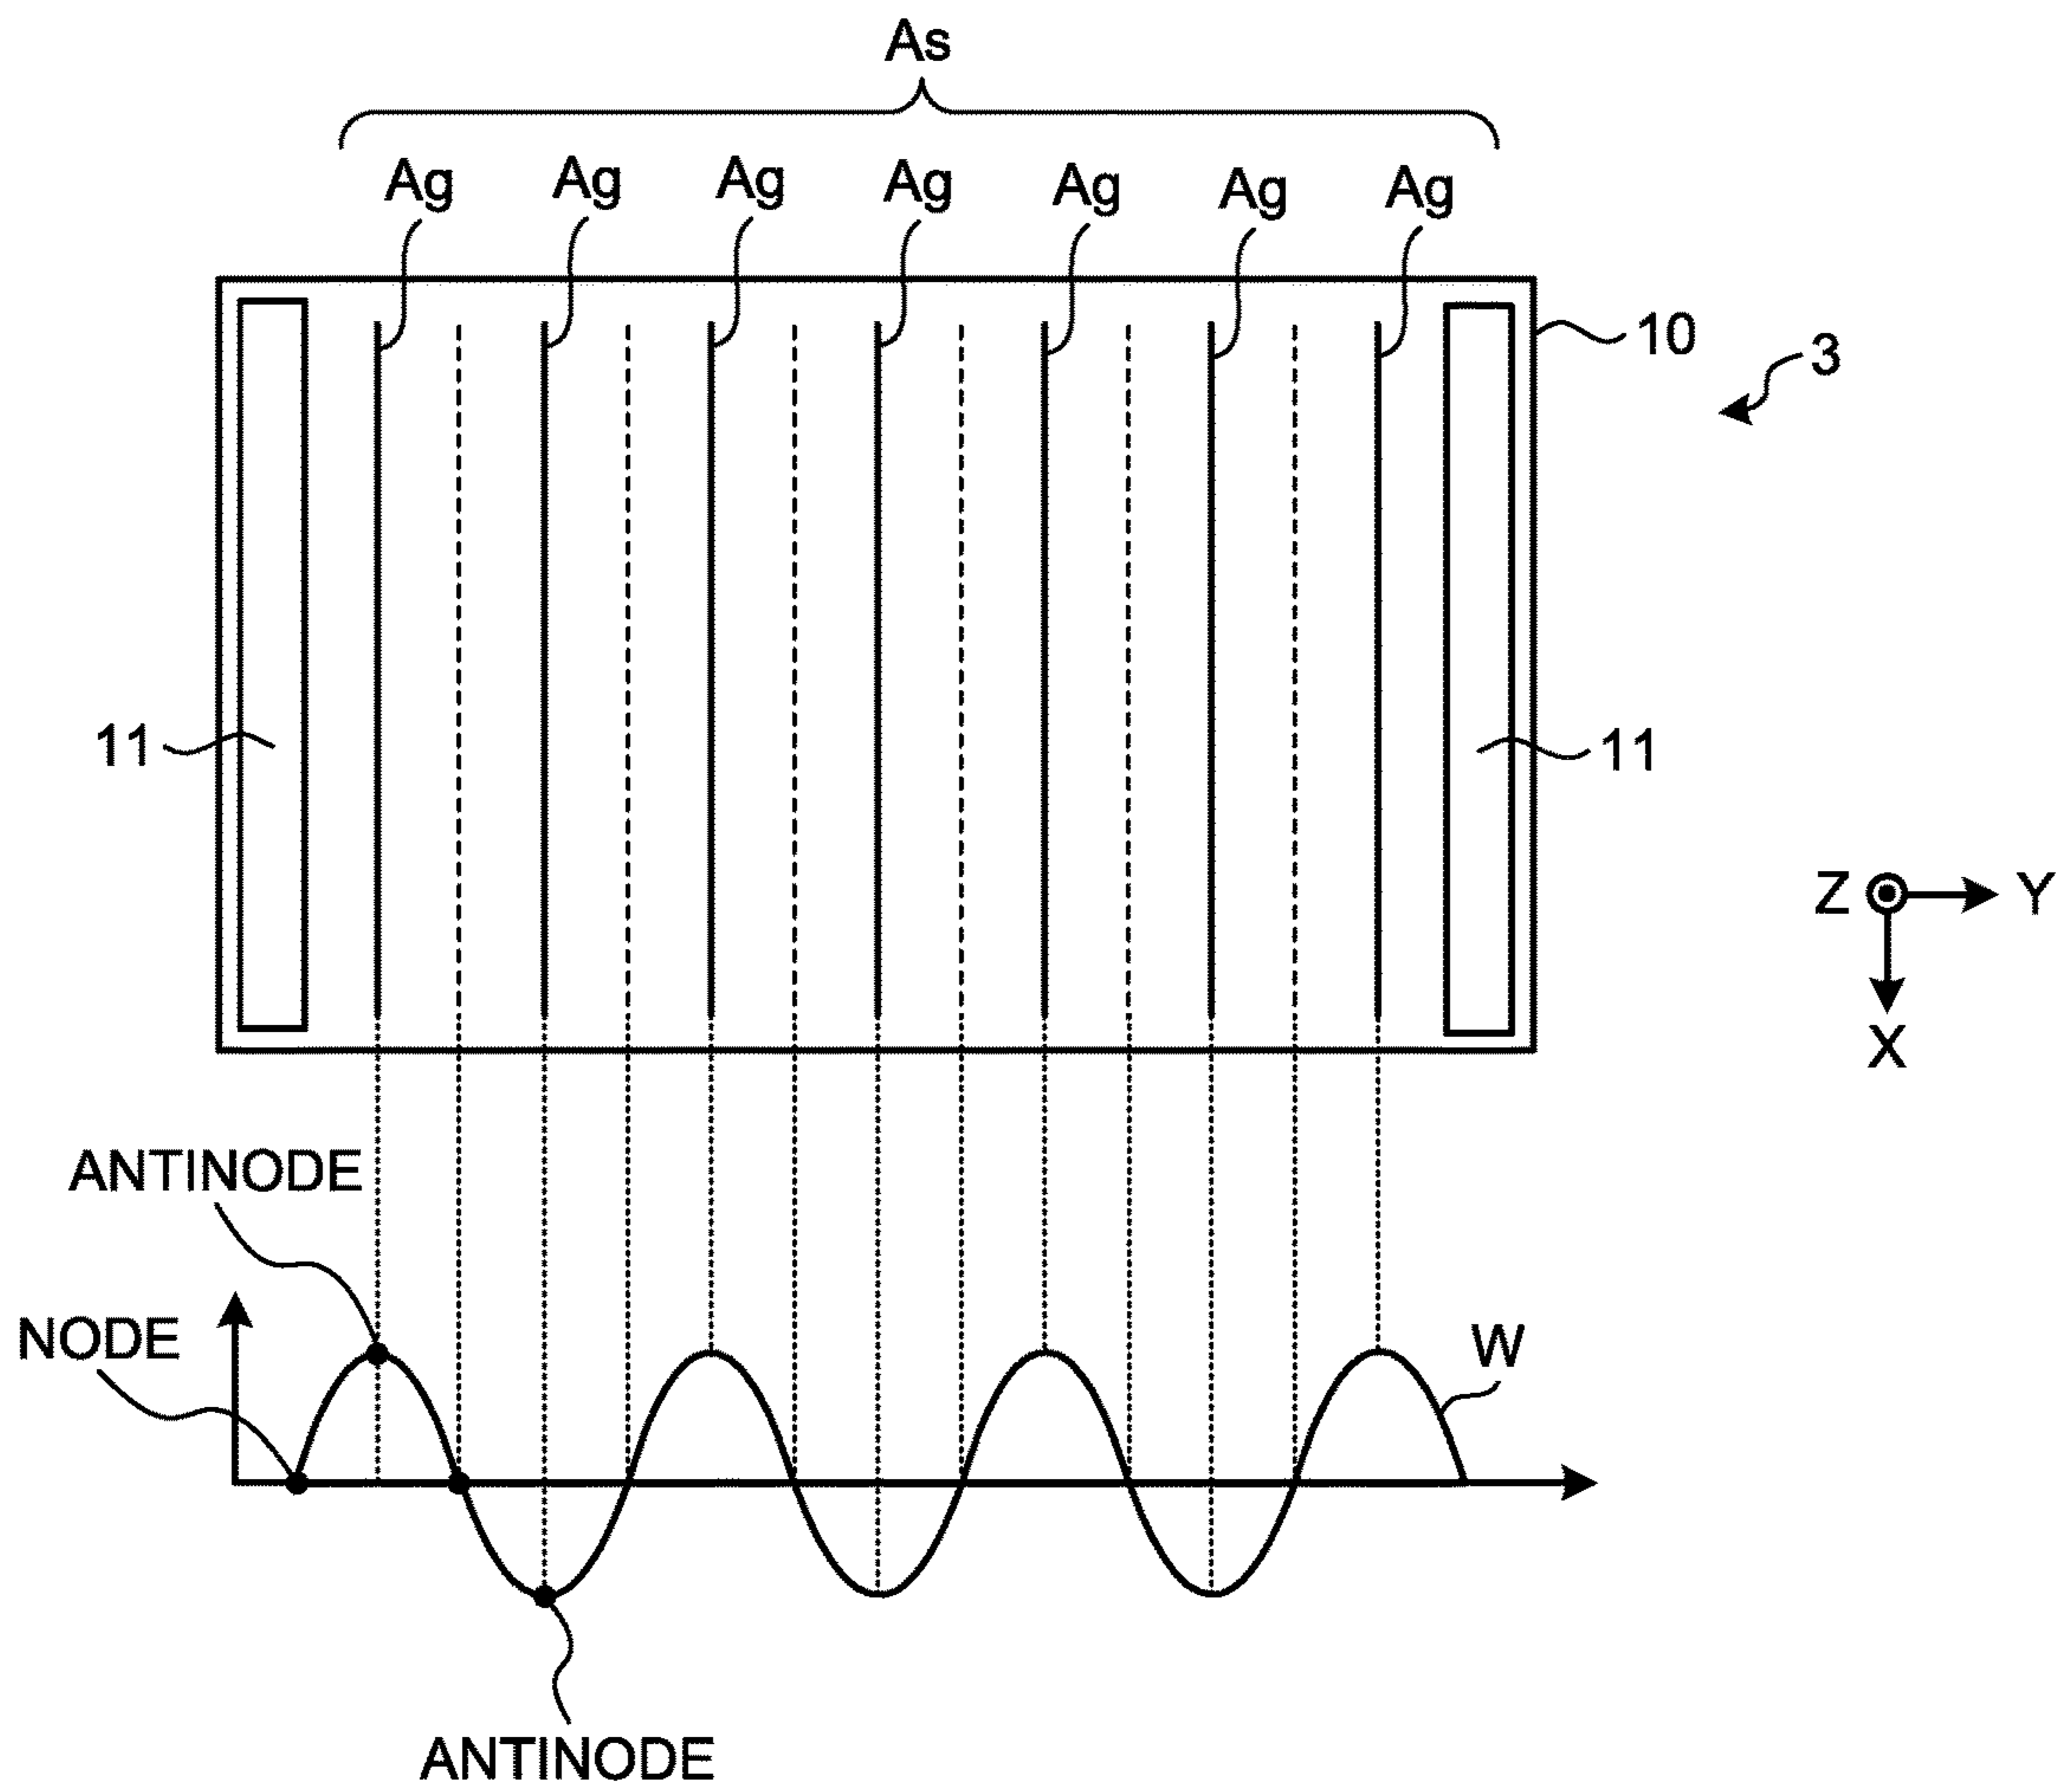 As
Ag Ag Ag Ag Ag Ag Ag
10
3
11 11
Z Y
X
ANTINODE
NODE W
ANTINODE